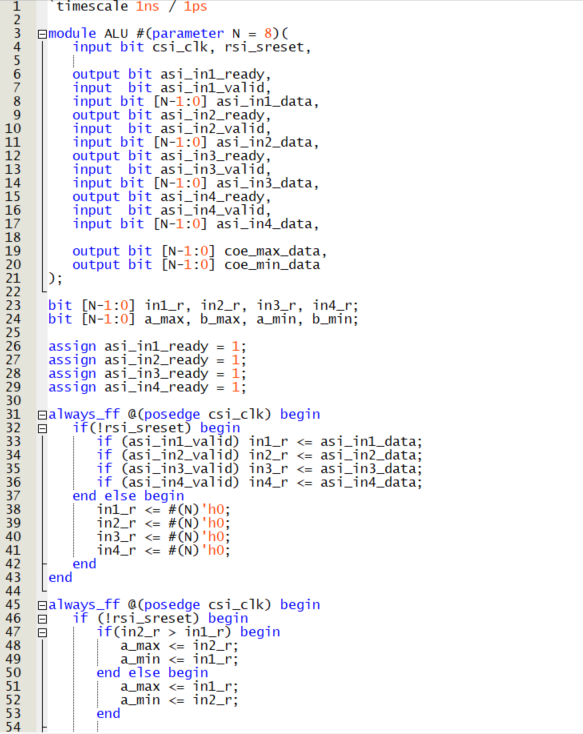 1 `timescale 1ns / 1ps
2
3 module ALU #(parameter N = 8)(
4 input bit csi_clk, rsi_sreset,
5
6 output bit asi_in1_ready,
7 input  bit asi_in1_valid,
8 input bit [N-1:0] asi_in1_data,
9 output bit asi_in2_ready,
10 input  bit asi_in2_valid,
11 input bit [N-1:0] asi_in2_data,
12 output bit asi_in3_ready,
13 input  bit asi_in3_valid,
14 input bit [N-1:0] asi_in3_data,
15 output bit asi_in4_ready,
16 input  bit asi_in4_valid,
17 input bit [N-1:0] asi_in4_data,
18
19 output bit [N-1:0] coe_max_data,
20 output bit [N-1:0] coe_min_data
21 );
22
23 bit [N-1:0] in1_r, in2_r, in3_r, in4_r;
24 bit [N-1:0] a_max, b_max, a_min, b_min;
25
26 assign asi_in1_ready = 1;
27 assign asi_in2_ready = 1;
28 assign asi_in3_ready = 1;
29 assign asi_in4_ready = 1;
30
31 always_ff @(posedge csi_clk) begin
32 if(!rsi_sreset) begin
33 if (asi_in1_valid) in1_r <= asi_in1_data;
34 if (asi_in2_valid) in2_r <= asi_in2_data;
35 if (asi_in3_valid) in3_r <= asi_in3_data;
36 if (asi_in4_valid) in4_r <= asi_in4_data;
37 end else begin
38 in1_r <= #(N)'h0;
39 in2_r <= #(N)'h0;
40 in3_r <= #(N)'h0;
41 in4_r <= #(N)'h0;
42 end
43 end
44
45 always_ff @(posedge csi_clk) begin
46 if (!rsi_sreset) begin
47 if(in2_r > in1_r) begin
48 a_max <= in2_r;
49 a_min <= in1_r;
50 end else begin
51 a_max <= in1_r;
52 a_min <= in2_r;
53 end
54